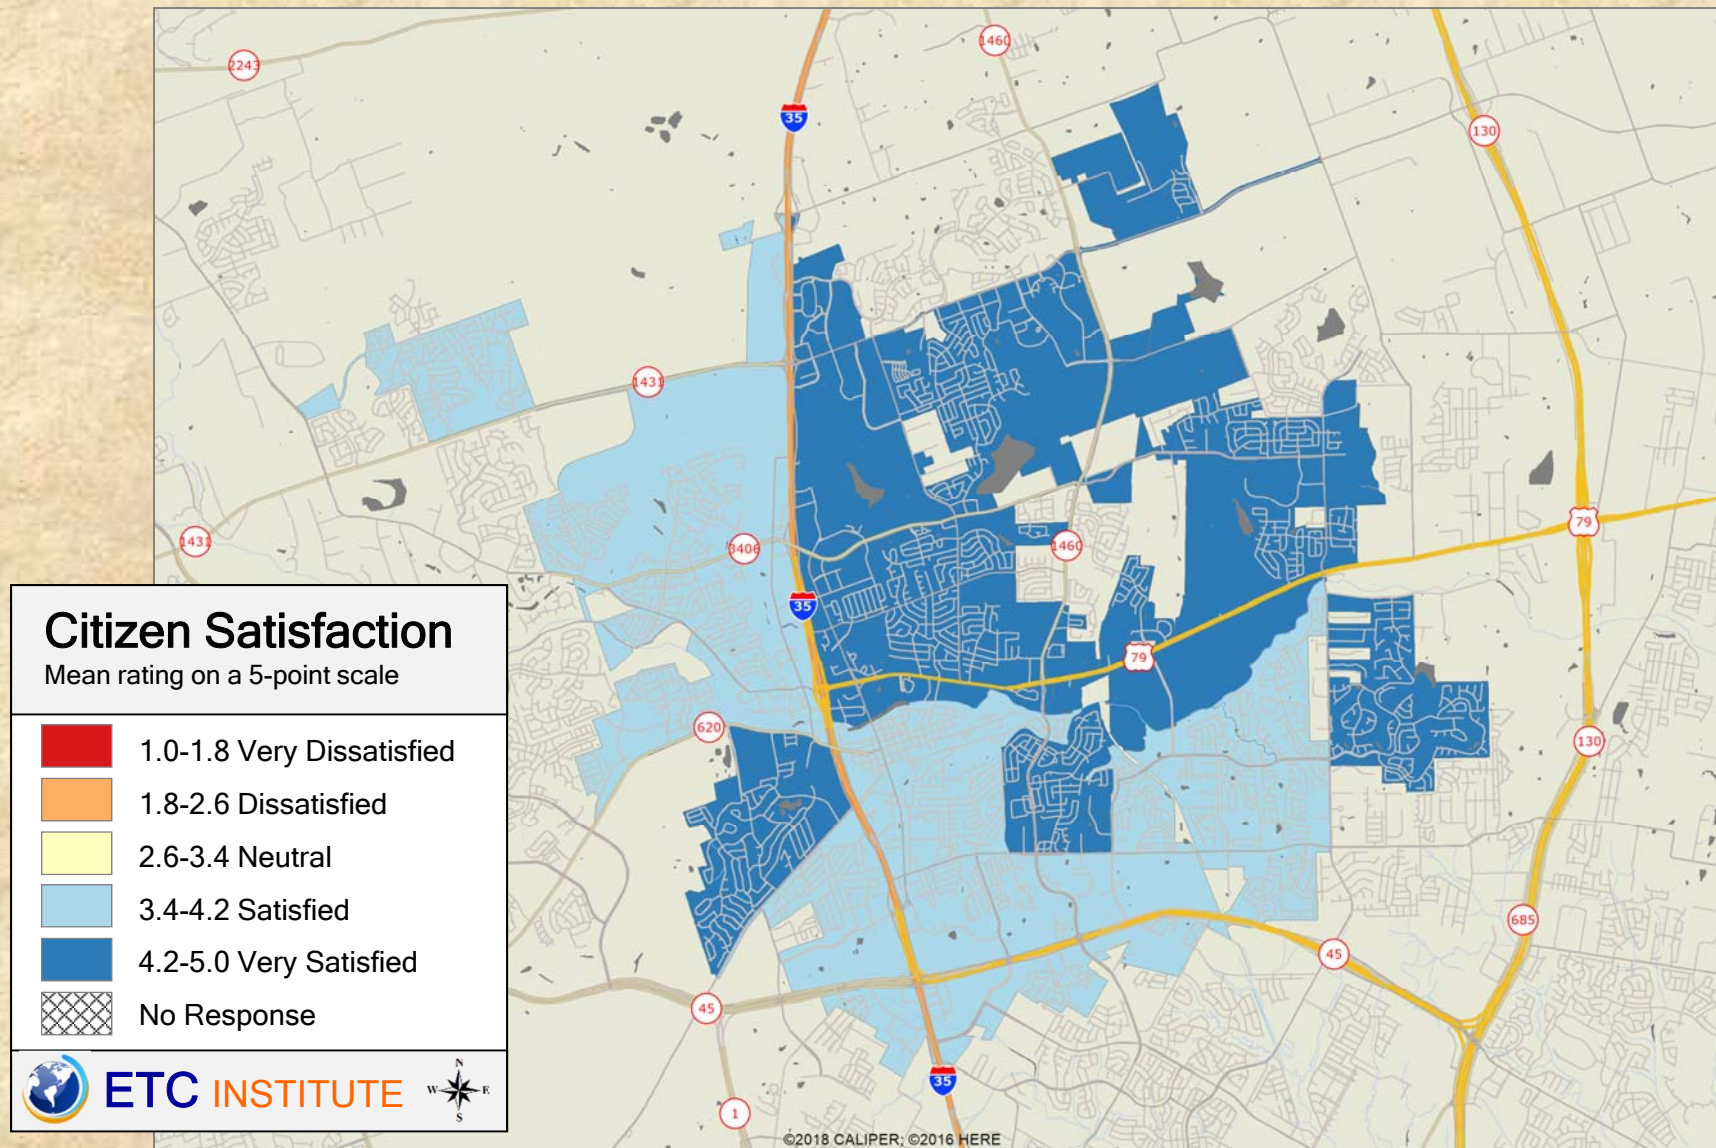 2243
1460
35
130
1431
1431
3406
1460
79
35
79
620
130
685
45
45
35
1
Citizen Satisfaction
Mean rating on a 5-point scale
1.0-1.8 Very Dissatisfied
1.8-2.6 Dissatisfied
2.6-3.4 Neutral
3.4-4.2 Satisfied
4.2-5.0 Very Satisfied
No Response
ETC INSTITUTE
N
W E
S
©2018 CALIPER; ©2016 HERE